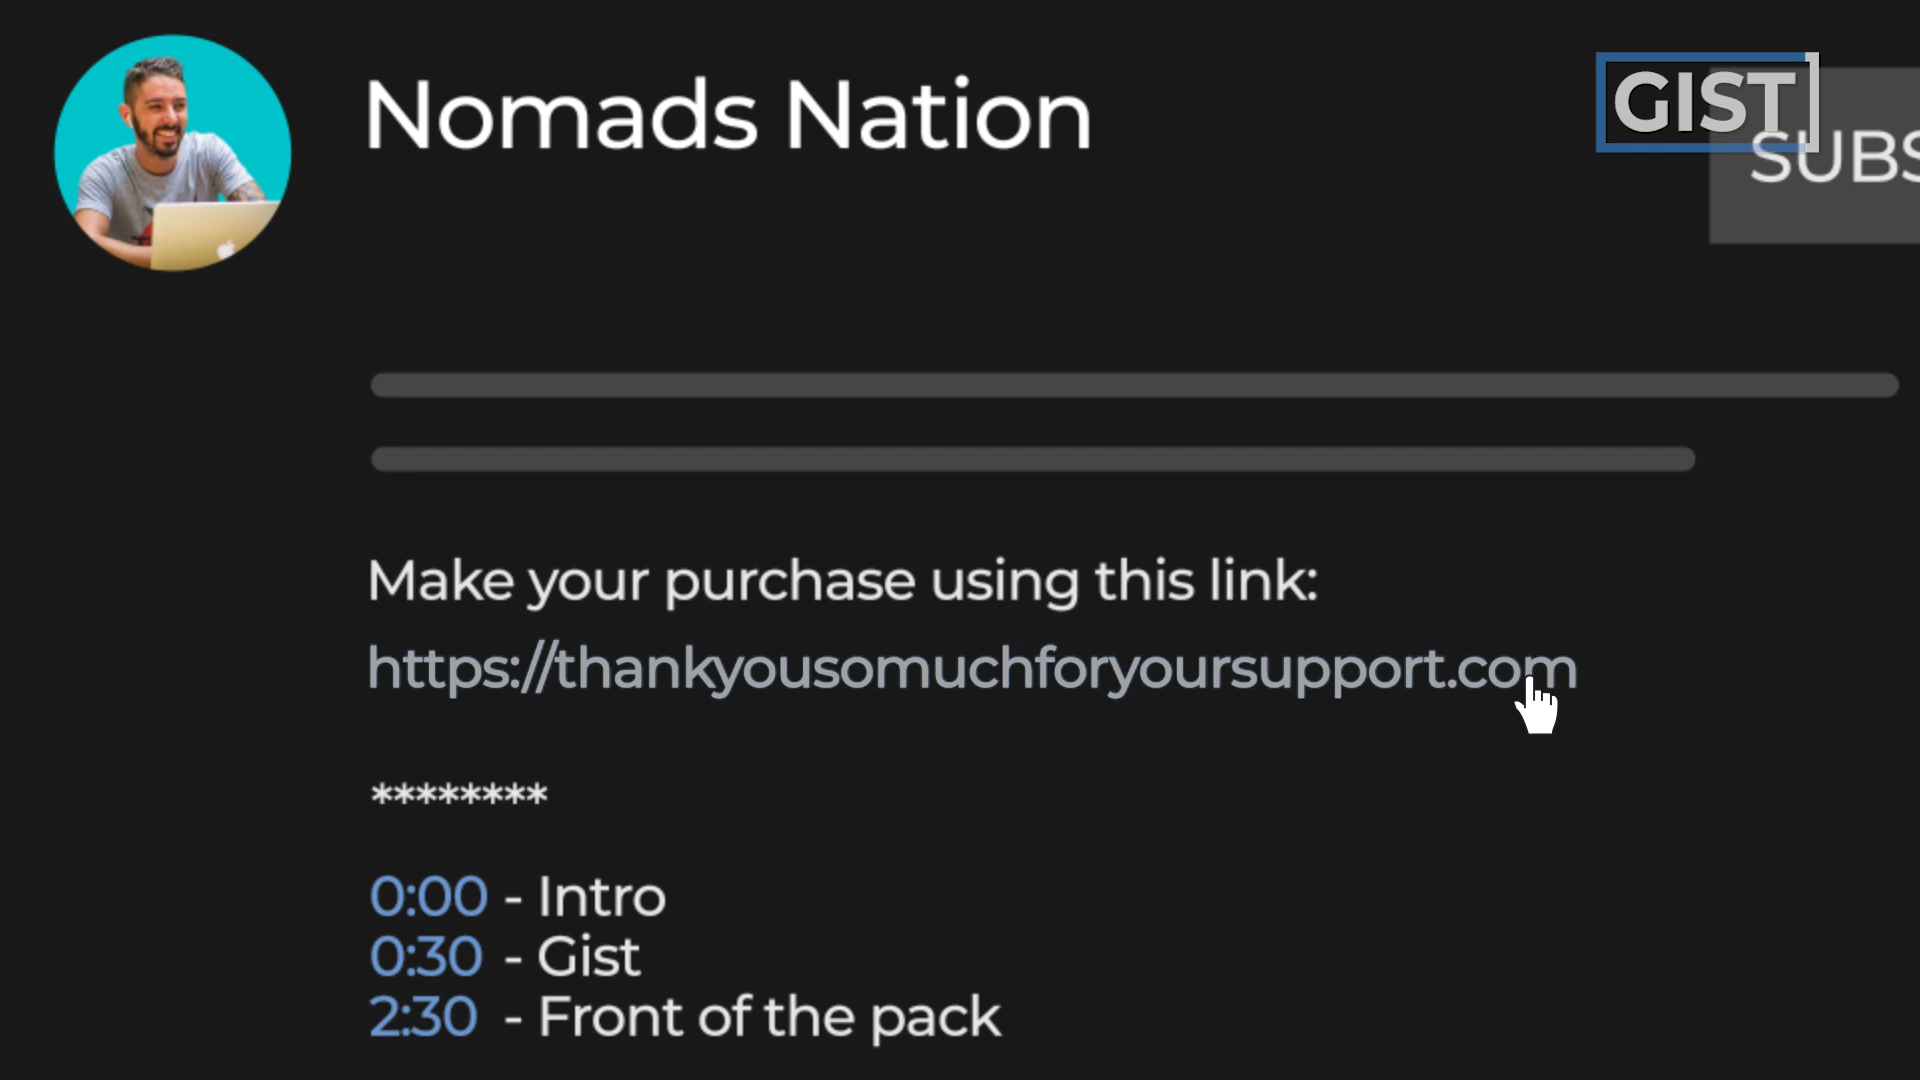 Nomads Nation
GIST
SUBS
Make your purchase using this link:
https://thankyousomuchforyoursupport.com
********
0:00 - Intro
0:30 - Gist
2:30 - Front of the pack